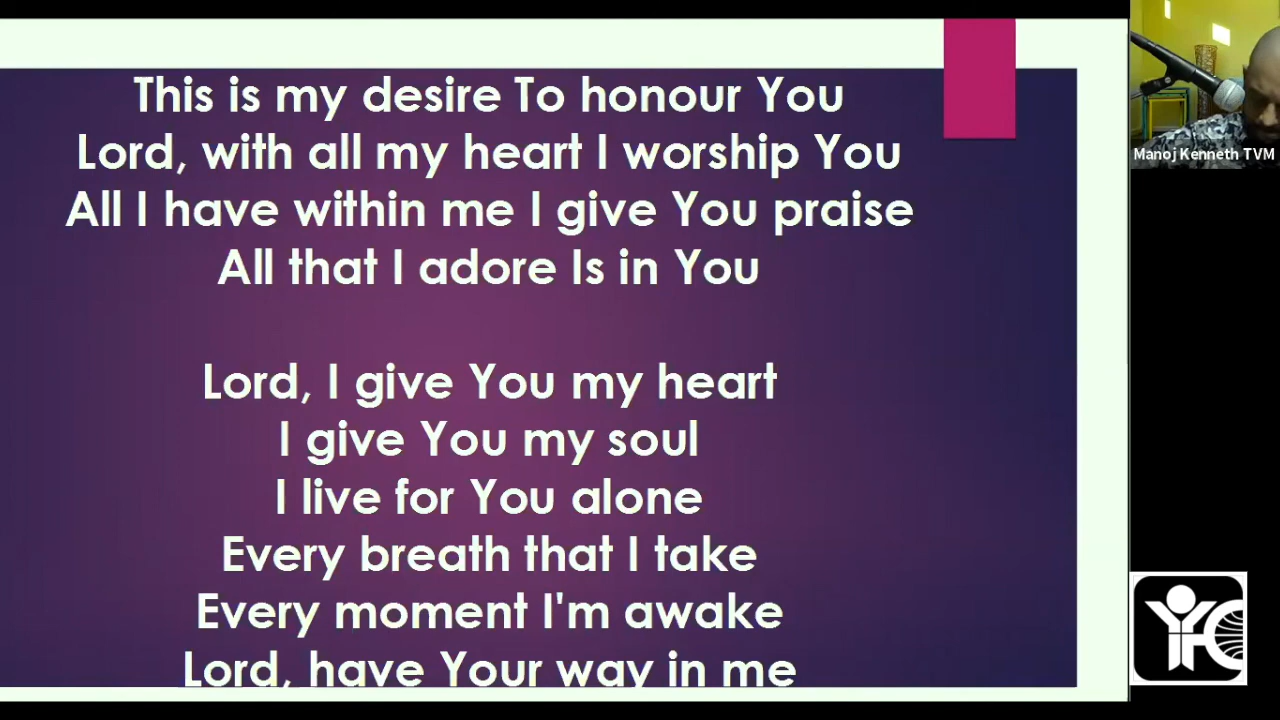 This is my desire To honour You
Lord, with all my heart I worship You
All I have within me I give You praise
All that I adore Is in You
Lord, I give You my heart
I give You my soul
I live for You alone
Every breath that I take
Every moment I'm awake
Lord, have Your way in me
Manoj Kenneth TVM
YFC